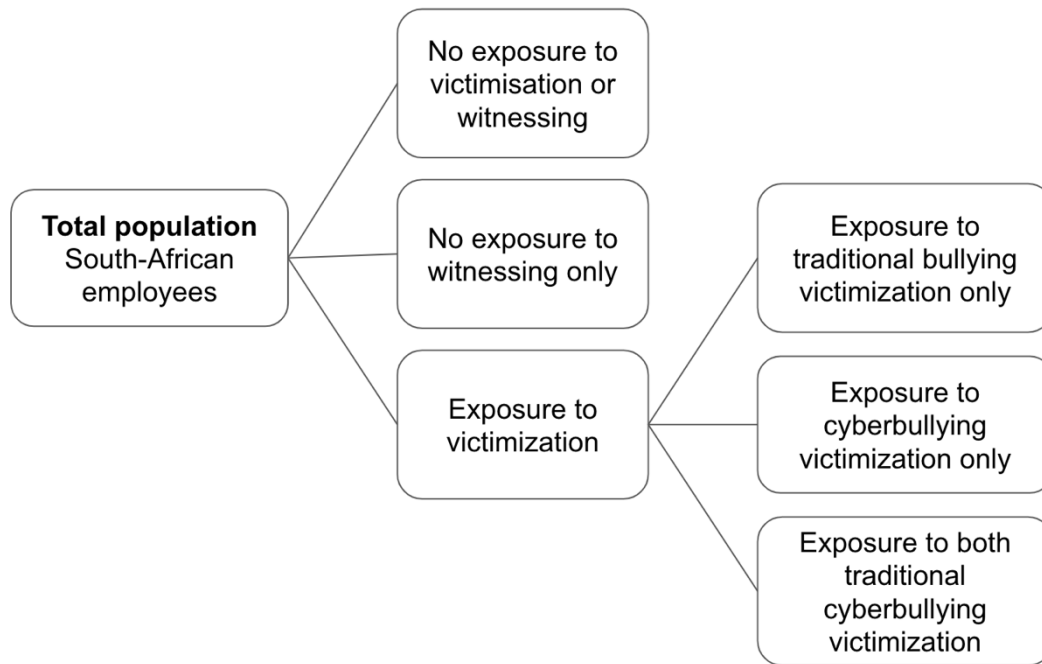 No exposure to
victimisation or
witnessing
Total population
South-African
employees
No exposure to
witnessing only
Exposure to
victimization
Exposure to
traditional bullying
victimization only
Exposure to
cyberbullying
victimization only
Exposure to both
traditional
cyberbullying
victimization